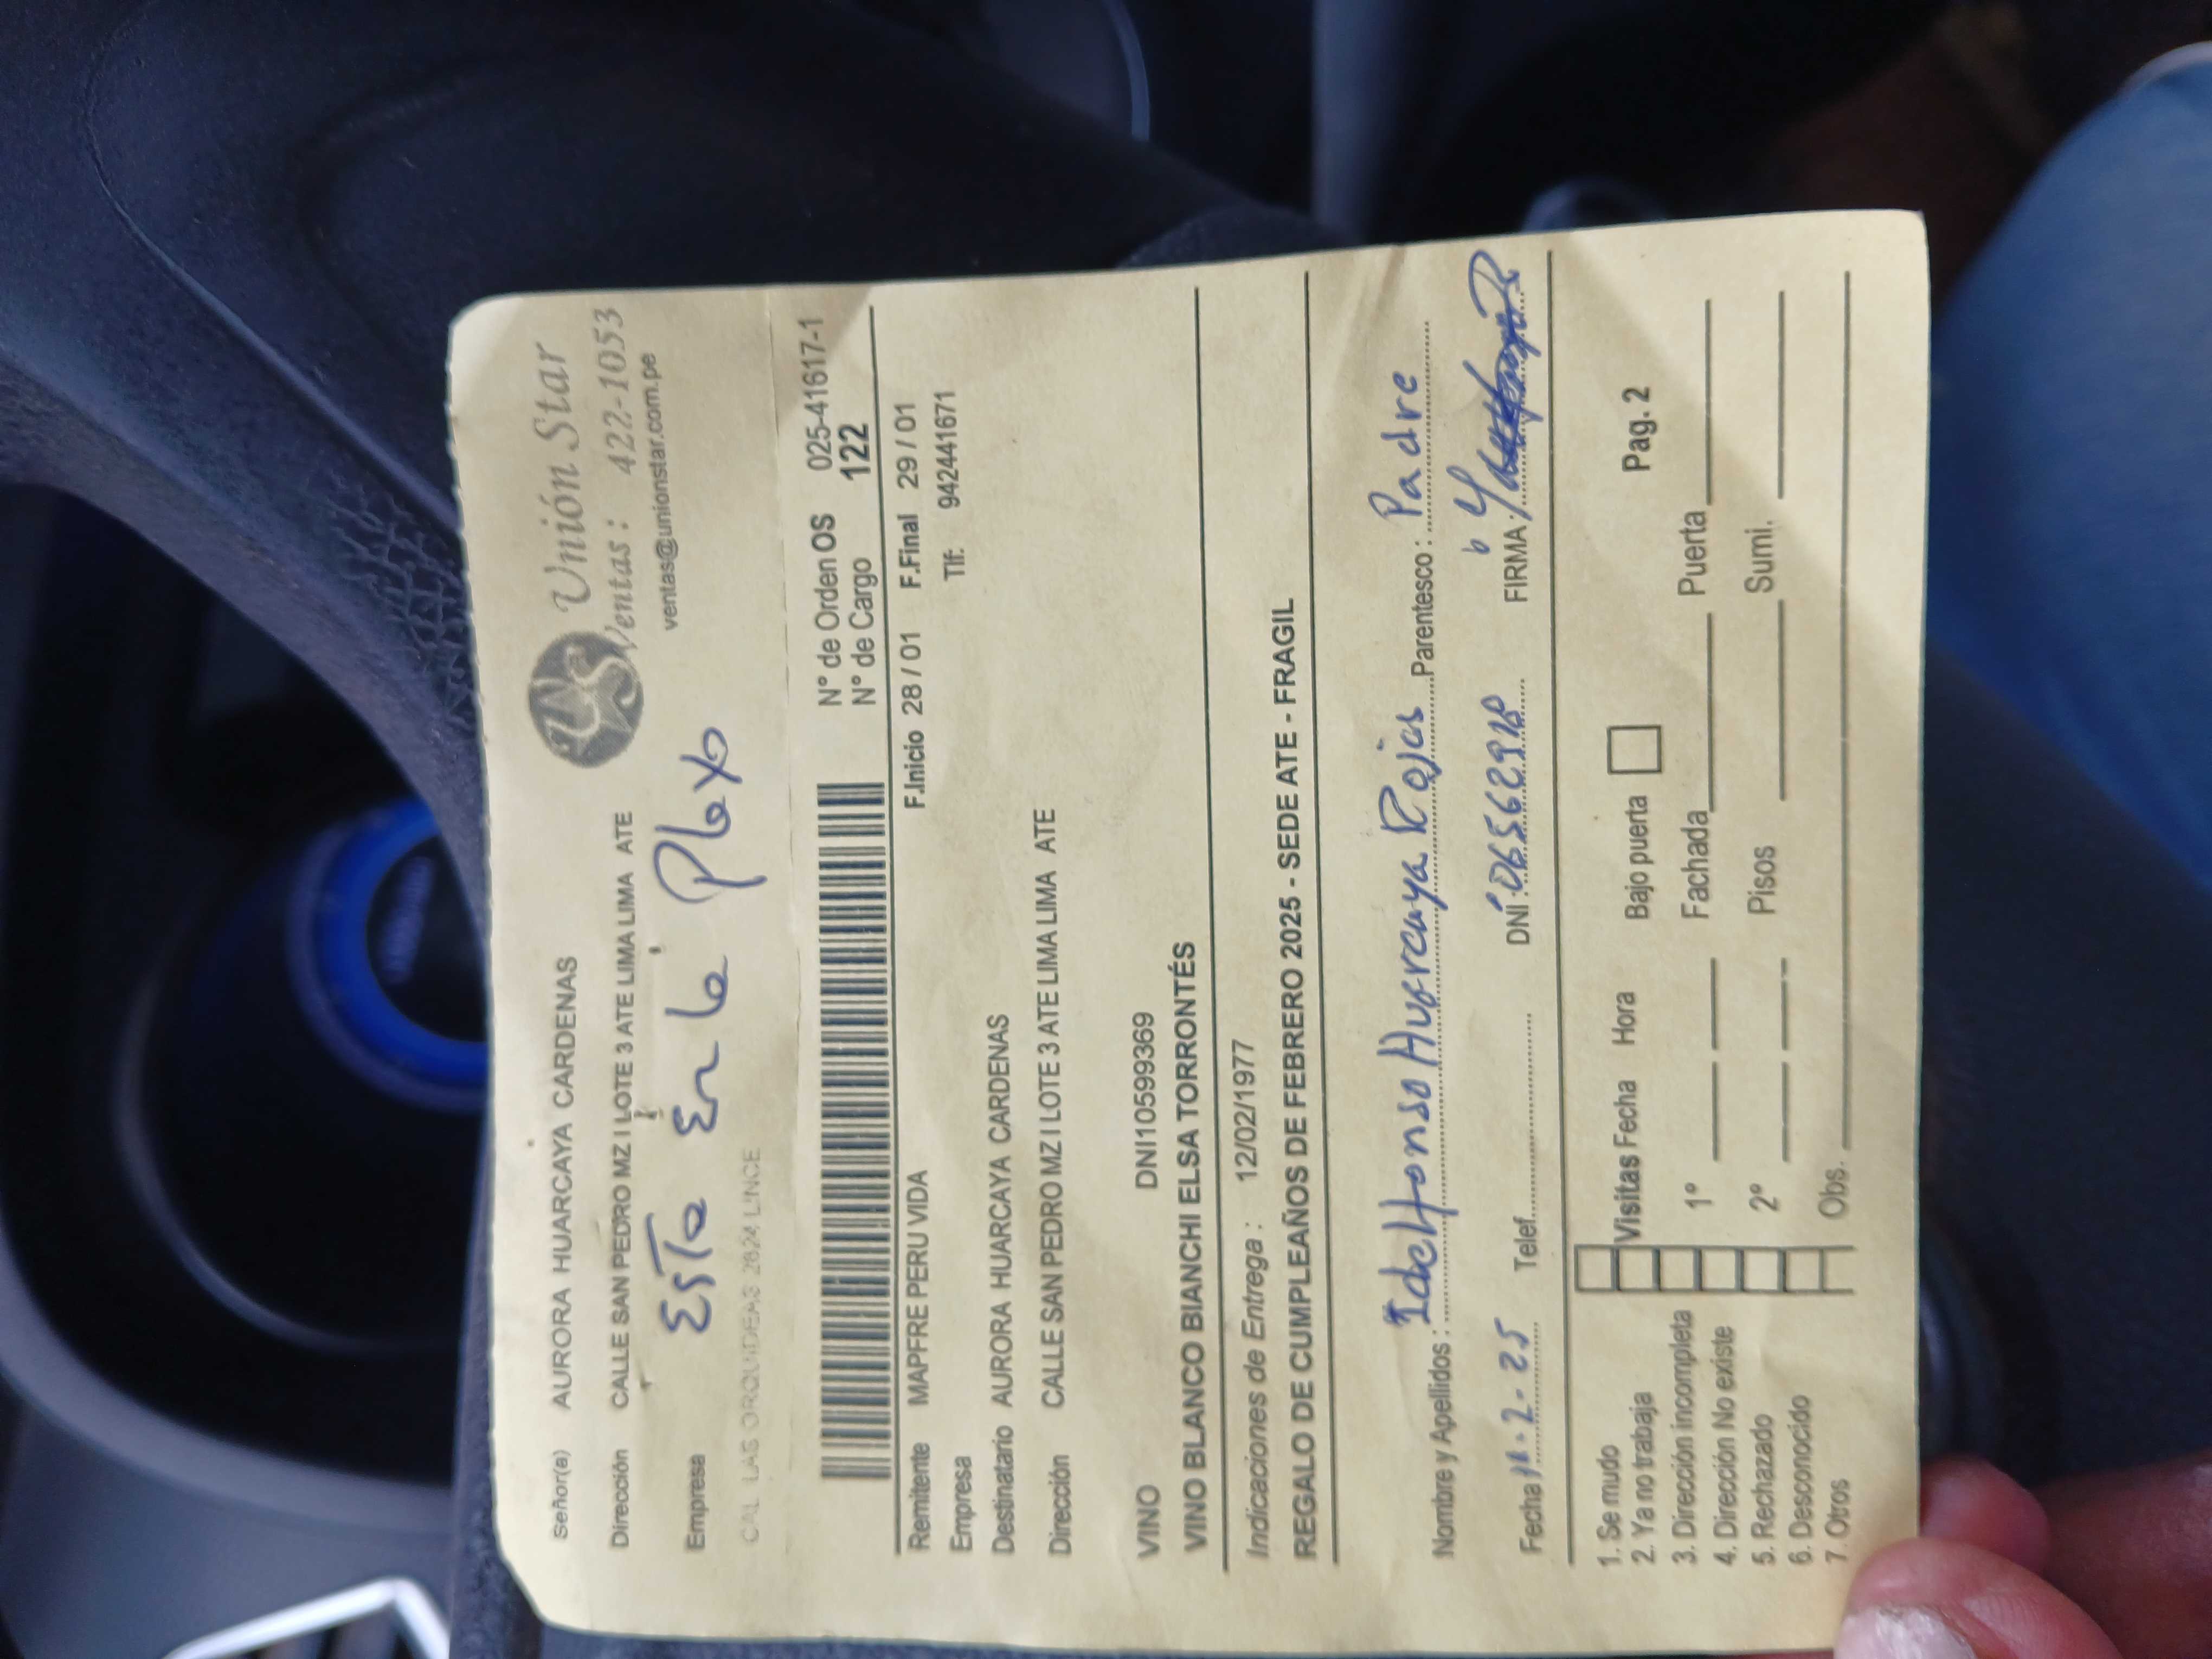 Señor(a) AURORA HUARCAYA CARDENAS
Unión Star
Ventas: 422-1053
ventas@unionstar.com.pe
Dirección CALLE SAN PEDRO MZ I LOTE 3 ATE LIMA LIMA ATE
Esta En la Playa
Empresa
CAL LAS ORQUIDEAS 2624 LINCE
N° de Orden OS 025-41617-1
N° de Cargo 122
Remitente MAPFRE PERU VIDA F.Inicio 28 / 01 F.Final 29 / 01
Empresa Tlf: 942441671
Destinatario AURORA HUARCAYA CARDENAS
Dirección CALLE SAN PEDRO MZ I LOTE 3 ATE LIMA LIMA ATE
VINO DNI10599369
VINO BLANCO BIANCHI ELSA TORRONTÉS
Indicaciones de Entrega : 12/02/1977
REGALO DE CUMPLEAÑOS DE FEBRERO 2025 - SEDE ATE - FRAGIL
Nombre y Apellidos : Idelfonso Huarcaya Rojas Parentesco : Padre
Fecha 11-2-25 Telef. DNI : FIRMA:
1. Se mudo
2. Ya no trabaja Visitas Fecha Hora Bajo puerta Pag. 2
3. Dirección incompleta
4. Dirección No existe 1° Fachada Puerta
5. Rechazado
6. Desconocido 2° Pisos Sumi.
7. Otros Obs.